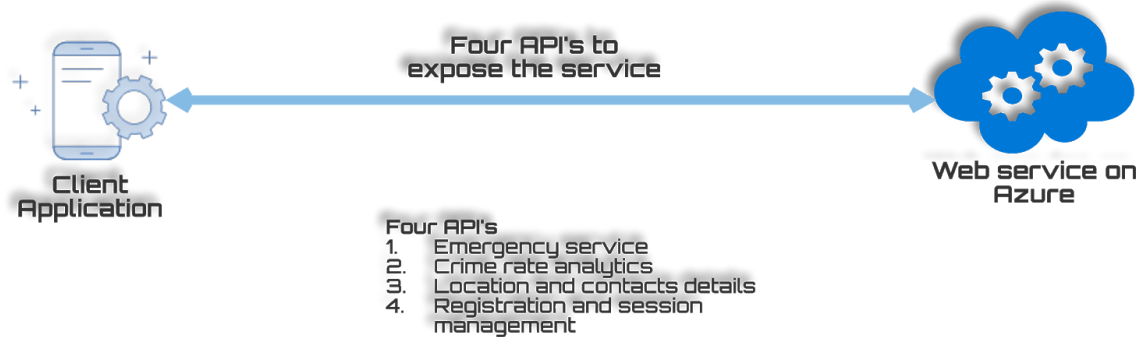 Four API's to
expose the service
Client
Application
Web service on
Azure
Four API's
1. Emergency service
2. Crime rate analytics
3. Location and contacts details
4. Registration and session
management